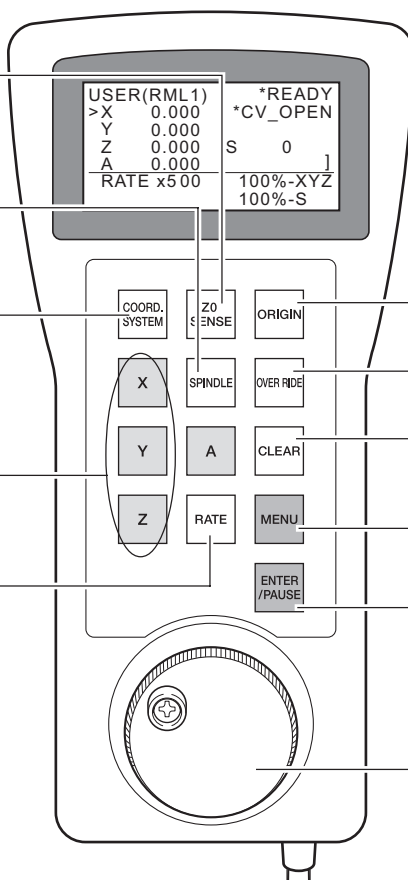 USER(RML1) *READY
>X 0.000 *CV_OPEN
Y 0.000
Z 0.000 S 0
A 0.000 ]
RATE x500 100%-XYZ
100%-S
COORD.
SYSTEM
Z0
SENSE
ORIGIN
X
SPINDLE
OVER RIDE
Y
A
CLEAR
Z
RATE
MENU
ENTER
/PAUSE